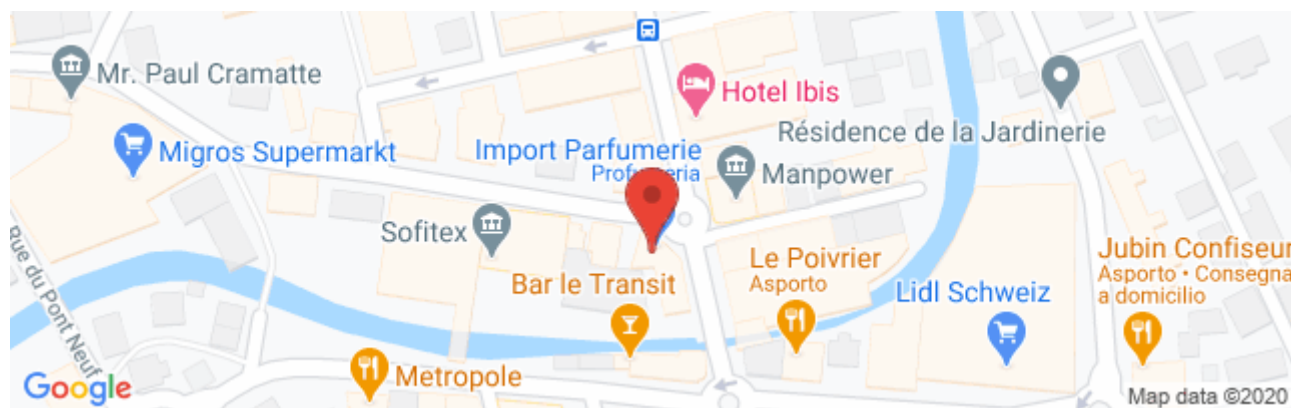 Mr. Paul Cramatte
Hotel Ibis
Migros Supermarkt
Import Parfumerie
Profumeria
Résidence de la Jardinerie
Manpower
Sofitex
Bar le Transit
Le Poivrier
Asporto
Lidl Schweiz
Jubin Confiseur
Asporto • Consegna
a domicilio
Rue du Pont Neuf
Metropole
Google
Map data ©2020